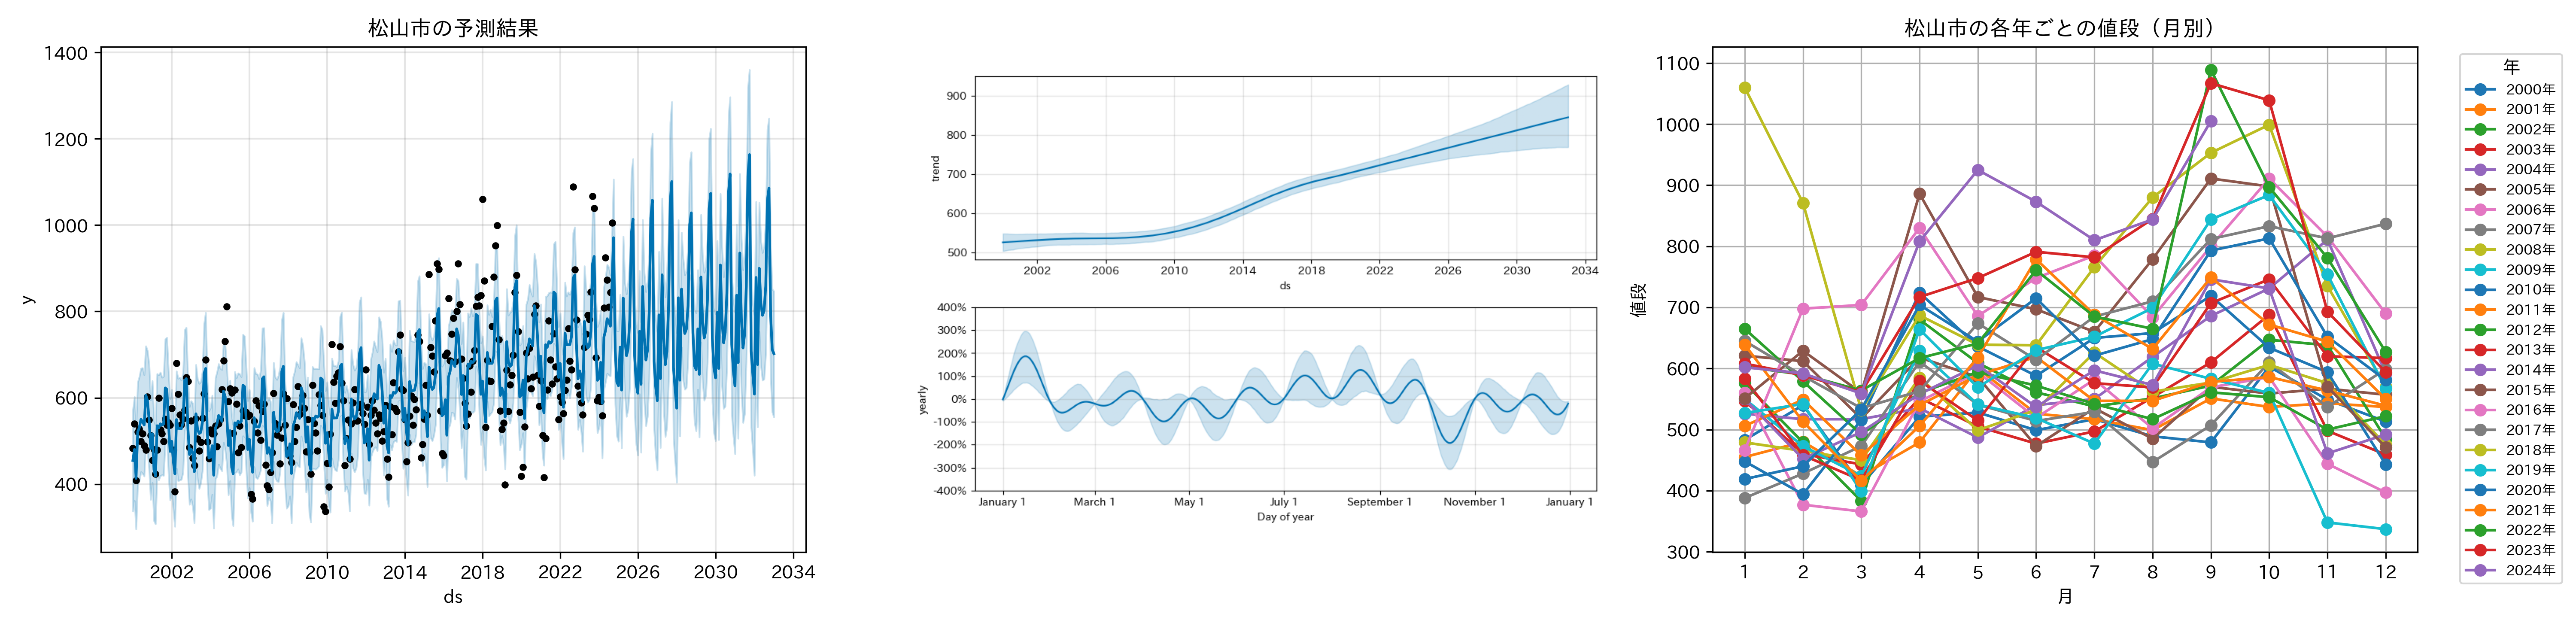 松山市の予測結果
1400
1200
1000
800
600
400
y
2002 2006 2010 2014 2018 2022 2026 2030 2034
ds
900
800
700
600
500
trend
2002 2006 2010 2014 2018 2022 2026 2030 2034
ds
400%
300%
200%
100%
0%
-100%
-200%
-300%
-400%
yearly
January 1 March 1 May 1 July 1 September 1 November 1 January 1
Day of year
松山市の各年ごとの値段（月別）
1100
1000
900
800
700
600
500
400
300
値段
1 2 3 4 5 6 7 8 9 10 11 12
月
年
2000年
2001年
2002年
2003年
2004年
2005年
2006年
2007年
2008年
2009年
2010年
2011年
2012年
2013年
2014年
2015年
2016年
2017年
2018年
2019年
2020年
2021年
2022年
2023年
2024年